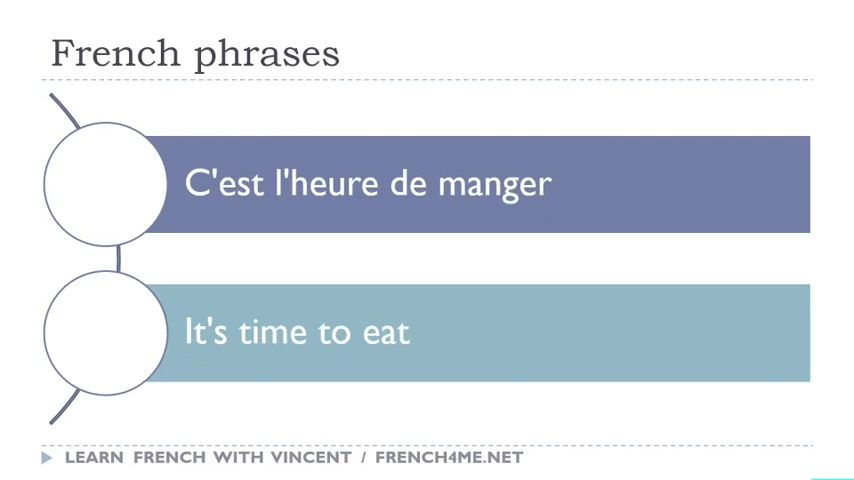 French phrases
C'est l'heure de manger
It's time to eat
LEARN FRENCH WITH VINCENT / FRENCH4ME.NET